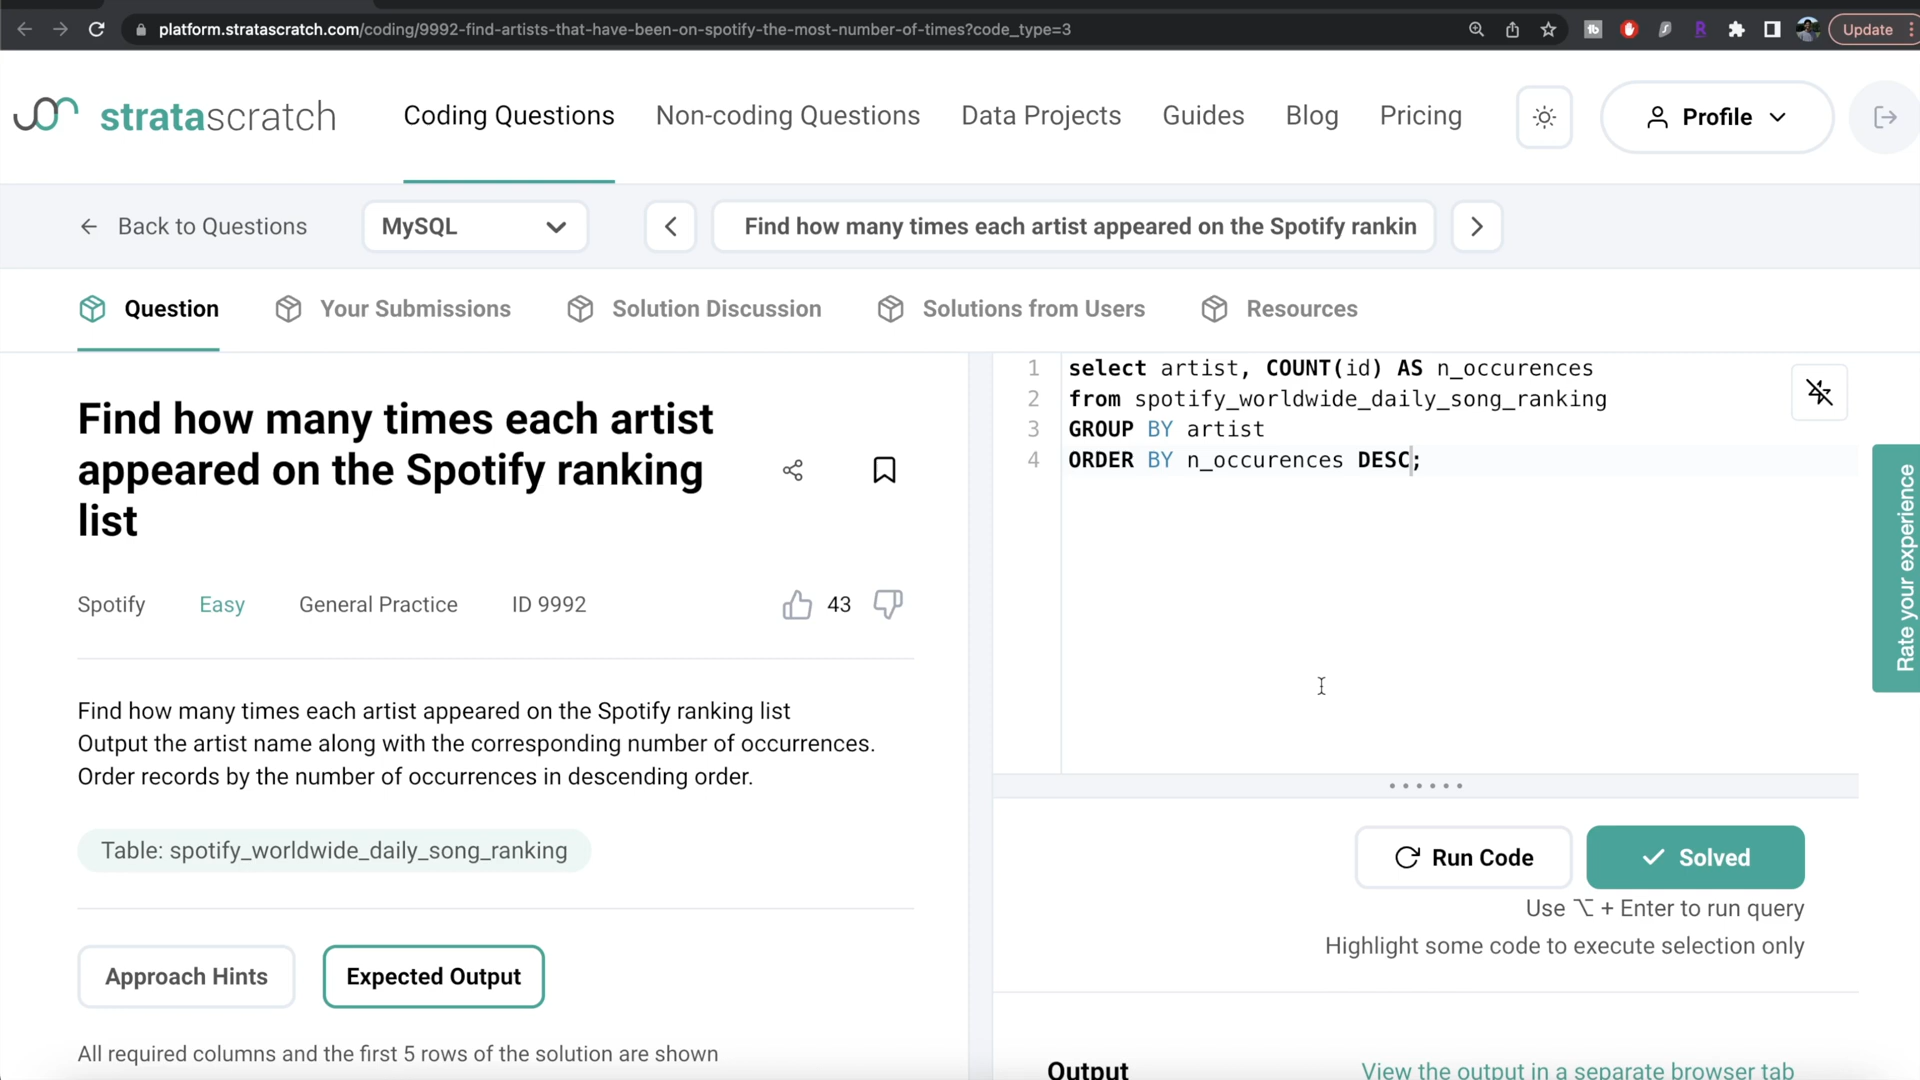 platform.stratascratch.com/coding/9992-find-artists-that-have-been-on-spotify-the-most-number-of-times?code_type=3
Update
stratascratch
Coding Questions
Non-coding Questions
Data Projects
Guides
Blog
Pricing
Profile
Back to Questions
MySQL
Find how many times each artist appeared on the Spotify rankin
Question
Your Submissions
Solution Discussion
Solutions from Users
Resources
Find how many times each artist
appeared on the Spotify ranking
list
Spotify
Easy
General Practice
ID 9992
43
Find how many times each artist appeared on the Spotify ranking list
Output the artist name along with the corresponding number of occurrences.
Order records by the number of occurrences in descending order.
Table: spotify_worldwide_daily_song_ranking
Approach Hints
Expected Output
All required columns and the first 5 rows of the solution are shown
1 select artist, COUNT(id) AS n_occurences
2 from spotify_worldwide_daily_song_ranking
3 GROUP BY artist
4 ORDER BY n_occurences DESC;
Rate your experience
Run Code
Solved
Use ⌥ + Enter to run query
Highlight some code to execute selection only
Output
View the output in a separate browser tab